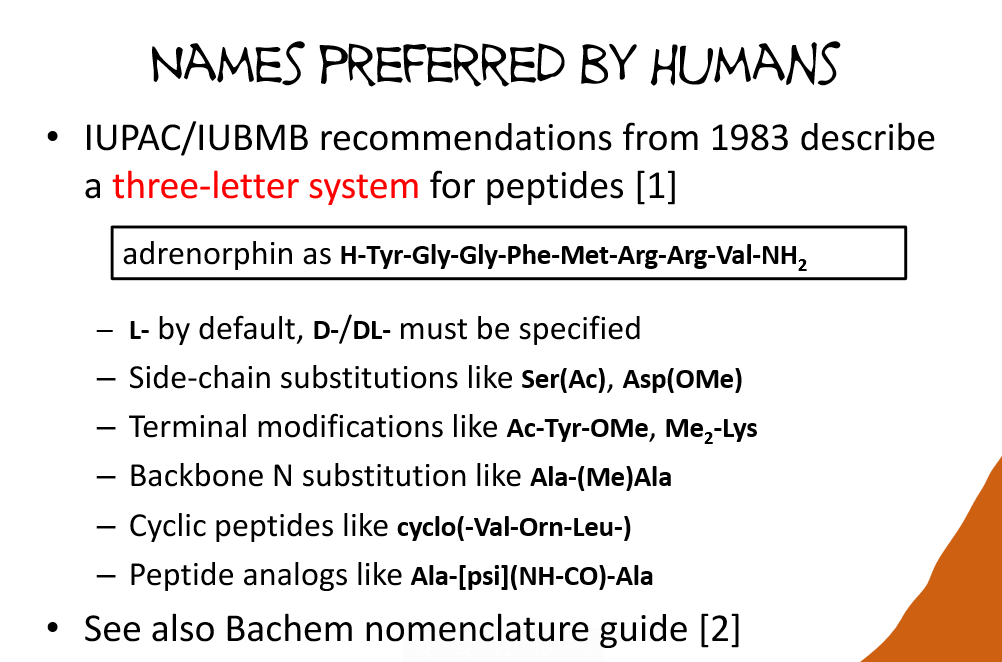 NAMES PREFERRED BY HUMANS
• IUPAC/IUBMB recommendations from 1983 describe
a three-letter system for peptides [1]
adrenorphin as H-Tyr-Gly-Gly-Phe-Met-Arg-Arg-Val-NH₂
– L- by default, D-/DL- must be specified
– Side-chain substitutions like Ser(Ac), Asp(OMe)
– Terminal modifications like Ac-Tyr-OMe, Me₂-Lys
– Backbone N substitution like Ala-(Me)Ala
– Cyclic peptides like cyclo(-Val-Orn-Leu-)
– Peptide analogs like Ala-[psi](NH-CO)-Ala
• See also Bachem nomenclature guide [2]